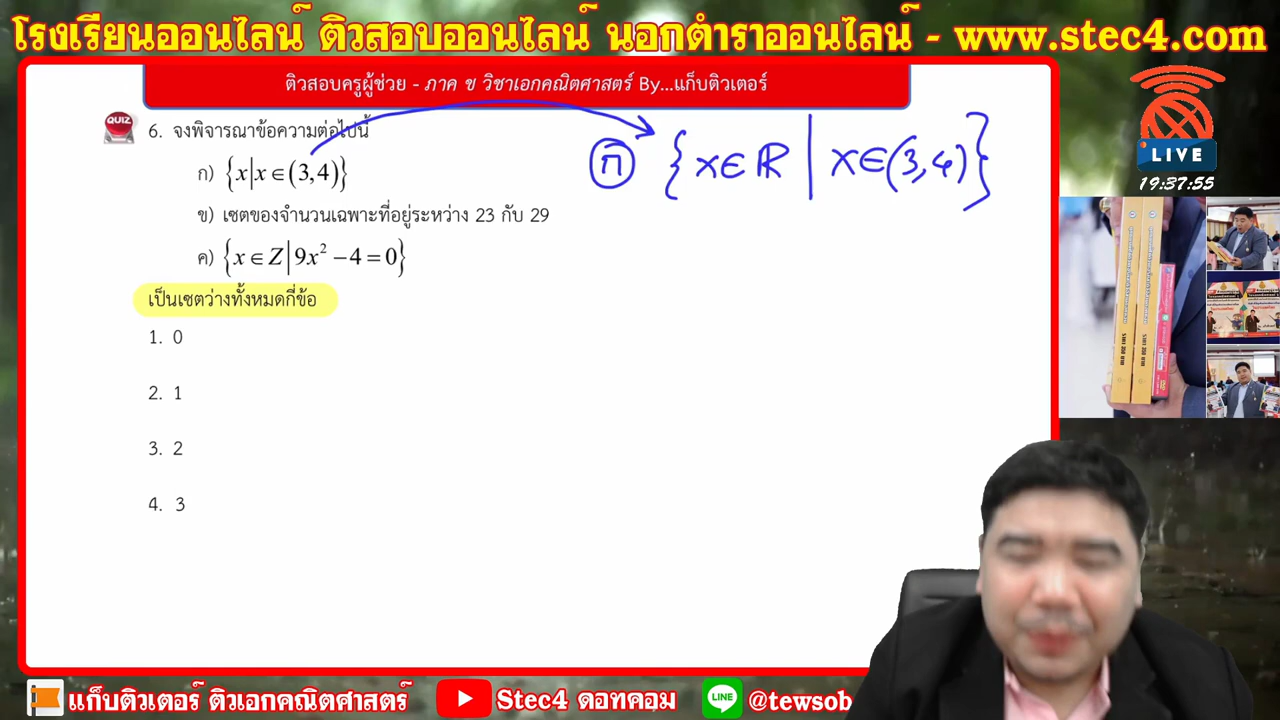 โรงเรียนออนไลน์ ติวสอบออนไลน์ นอกตำราออนไลน์ - www.stec4.com
ติวสอบครูผู้ช่วย - ภาค ข วิชาเอกคณิตศาสตร์ By...แก็บติวเตอร์
QUIZ
6. จงพิจารณาข้อความต่อไปนี้
ก) {x|x∈(3,4)}
ก {x∈ℝ | x∈(3,4)}
ข) เซตของจำนวนเฉพาะที่อยู่ระหว่าง 23 กับ 29
ค) {x∈Z|9x²−4=0}
เป็นเซตว่างทั้งหมดกี่ข้อ
1. 0
2. 1
3. 2
4. 3
LIVE
19:37:55
แก็บติวเตอร์ ติวเอกคณิตศาสตร์
Stec4 ดอทคอม
LINE
@tewsob